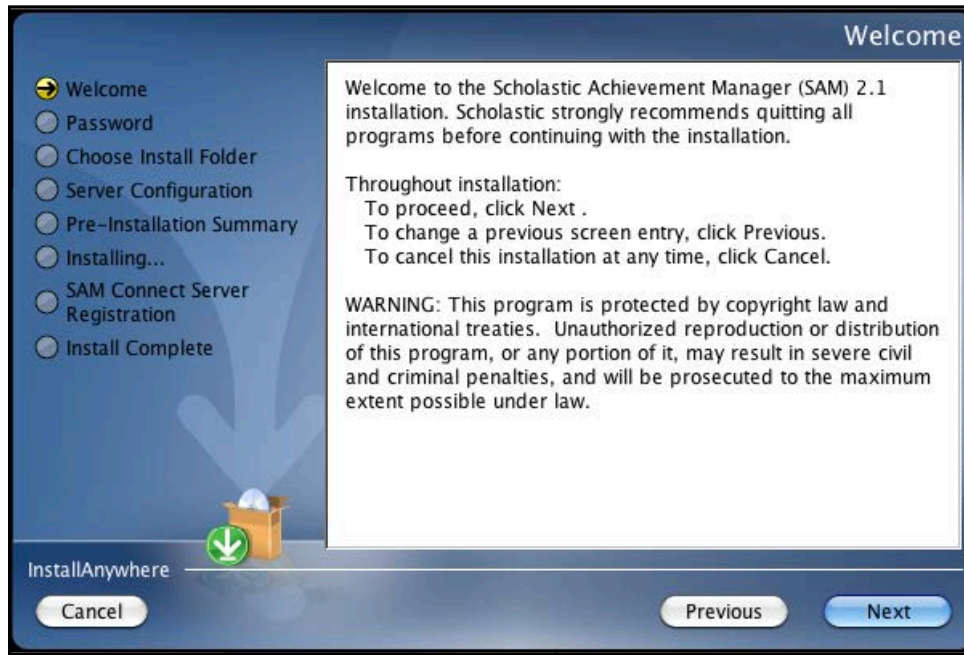 Welcome
Welcome
Password
Choose Install Folder
Server Configuration
Pre-Installation Summary
Installing...
SAM Connect Server
Registration
Install Complete
Welcome to the Scholastic Achievement Manager (SAM) 2.1
installation. Scholastic strongly recommends quitting all
programs before continuing with the installation.
Throughout installation:
To proceed, click Next .
To change a previous screen entry, click Previous.
To cancel this installation at any time, click Cancel.
WARNING: This program is protected by copyright law and
international treaties.  Unauthorized reproduction or distribution
of this program, or any portion of it, may result in severe civil
and criminal penalties, and will be prosecuted to the maximum
extent possible under law.
InstallAnywhere
Cancel
Previous
Next